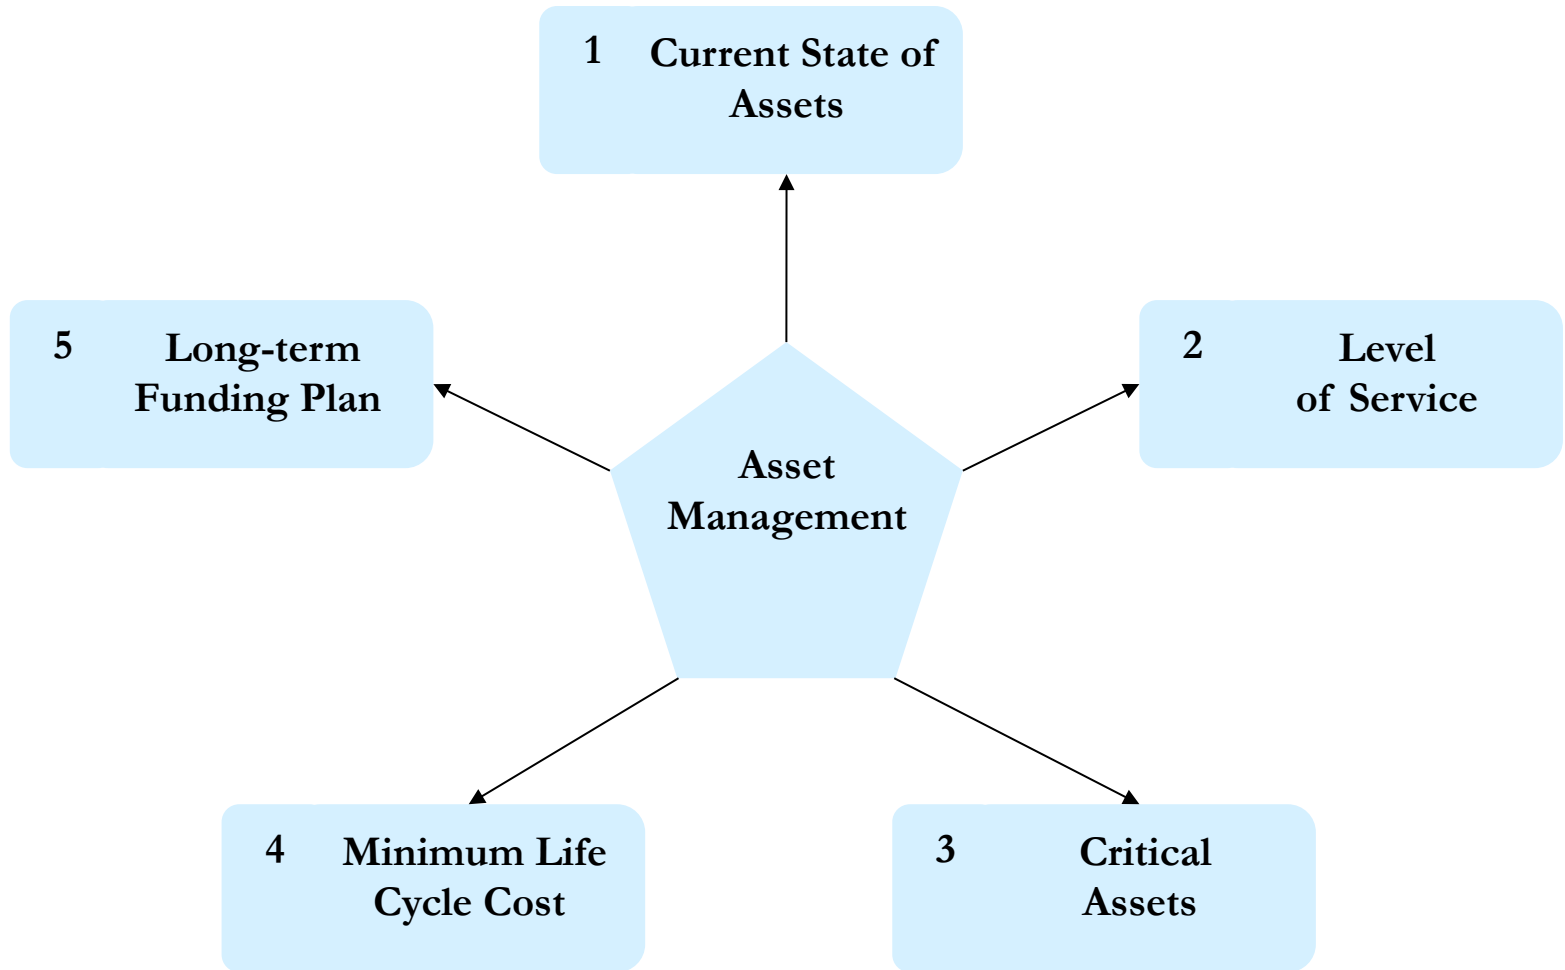 1 Current State of
Assets
5 Long-term
Funding Plan
2 Level
of Service
Asset
Management
4 Minimum Life
Cycle Cost
3 Critical
Assets